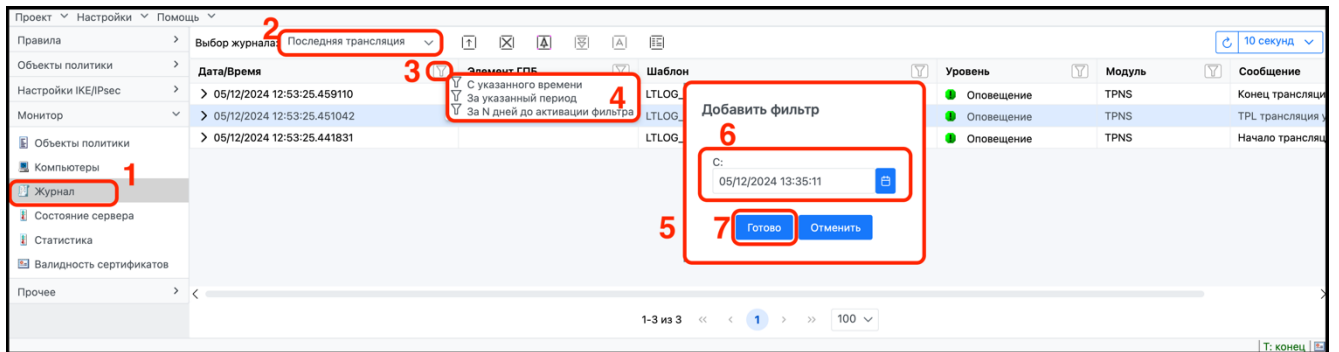 Проект Настройки Помощь
Правила
Объекты политики
Настройки IKE/IPsec
Монитор
Объекты политики
Компьютеры
Журнал
1
Состояние сервера
Статистика
Валидность сертификатов
Прочее
2
Выбор журнала: Последняя трансляция
A
10 секунд
3
Дата/Время Элемент ГПБ Шаблон Уровень Модуль Сообщение
С указанного времени
За указанный период
За N дней до активации фильтра
4
05/12/2024 12:53:25.459110 LTLOG_ Оповещение TPNS Конец трансляци
05/12/2024 12:53:25.451042 LTLOG_ Оповещение TPNS TPL трансляция у
05/12/2024 12:53:25.441831 LTLOG_ Оповещение TPNS Начало трансляц
Добавить фильтр
6
С:
05/12/2024 13:35:11
5
7
Готово Отменить
1-3 из 3 << < 1 > >> 100
Т: конец